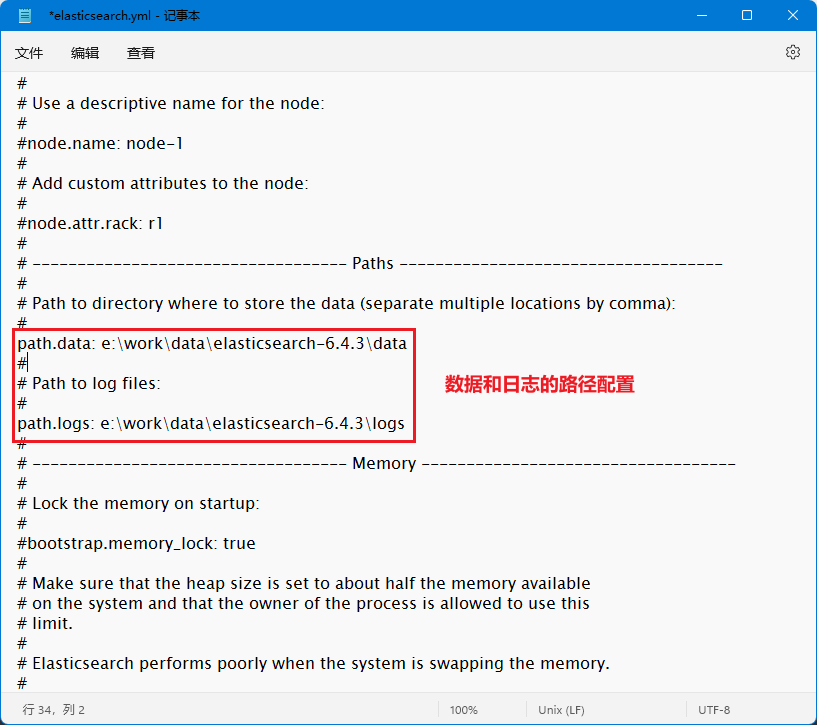 *elasticsearch.yml - 记事本
文件 编辑 查看
#
# Use a descriptive name for the node:
#
#node.name: node-1
#
# Add custom attributes to the node:
#
#node.attr.rack: r1
#
# ----------------------------------- Paths ------------------------------------
#
# Path to directory where to store the data (separate multiple locations by comma):
#
path.data: e:\work\data\elasticsearch-6.4.3\data
#
# Path to log files:
#
path.logs: e:\work\data\elasticsearch-6.4.3\logs
数据和日志的路径配置
#
# ----------------------------------- Memory -----------------------------------
#
# Lock the memory on startup:
#
#bootstrap.memory_lock: true
#
# Make sure that the heap size is set to about half the memory available
# on the system and that the owner of the process is allowed to use this
# limit.
#
# Elasticsearch performs poorly when the system is swapping the memory.
#
行 34，列 2 100% Unix (LF) UTF-8